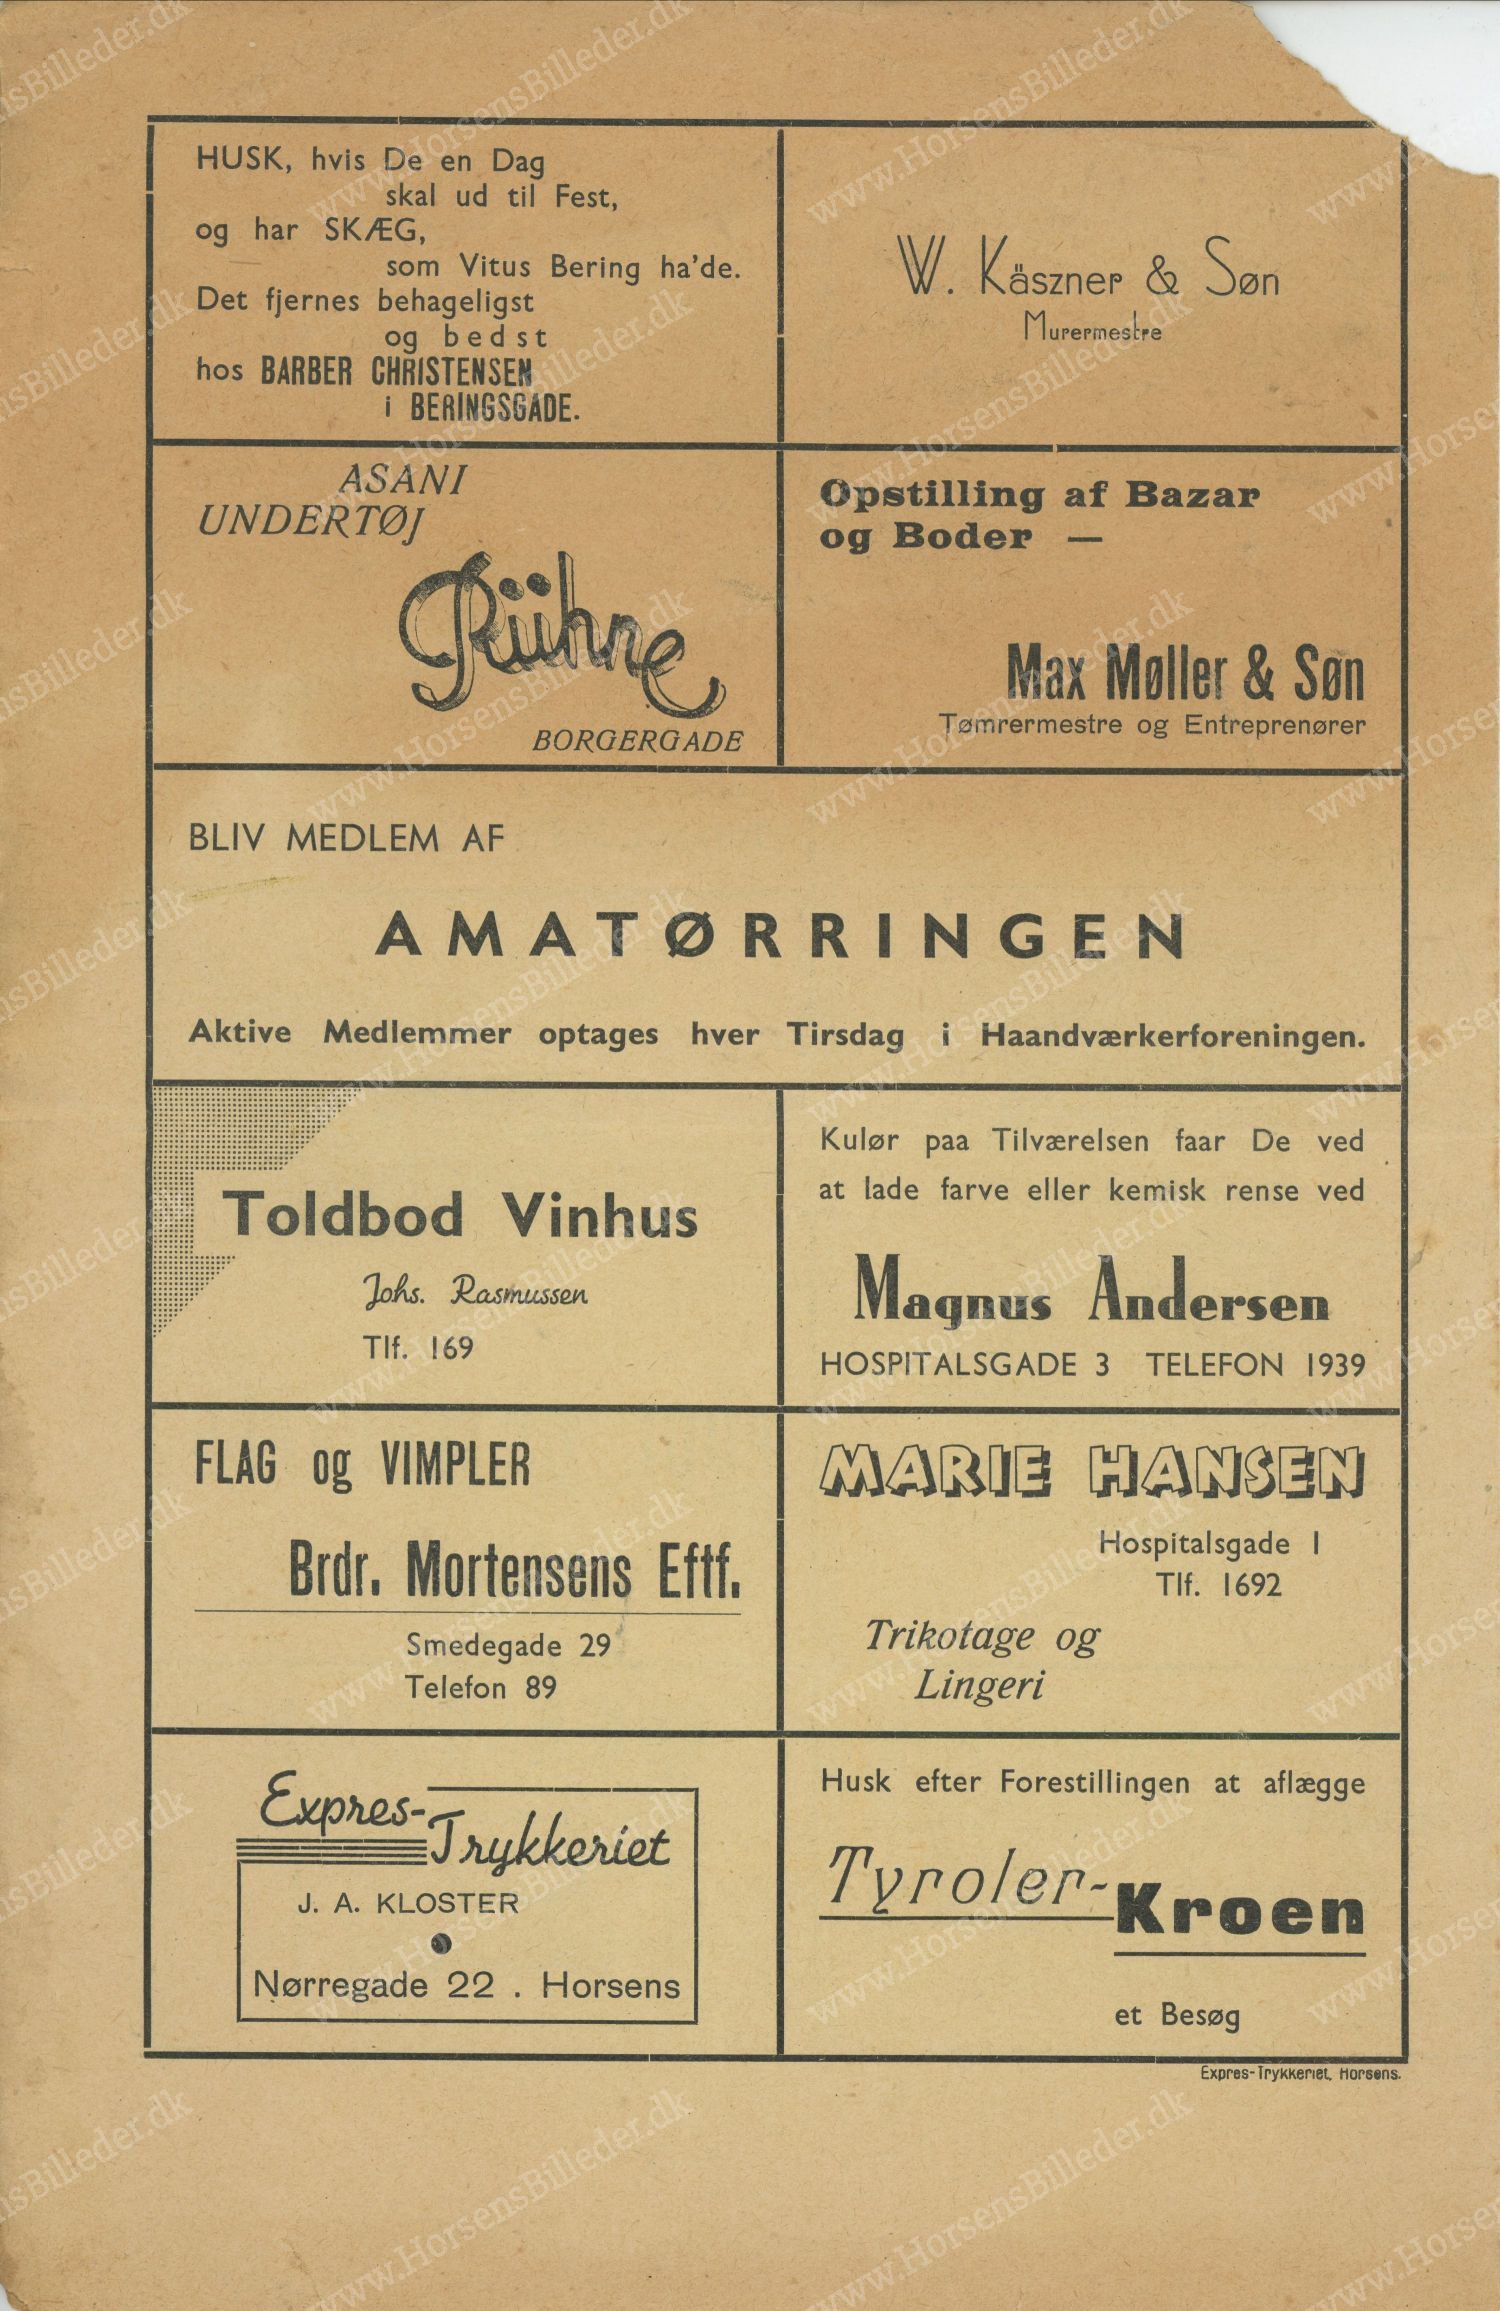 HUSK, hvis De en Dag
skal ud til Fest,
og har SKÆG,
som Vitus Bering ha'de.
Det fjernes behageligst
og bedst
hos BARBER CHRISTENSEN
i BERINGSGADE.
W. Käszner & Søn
Murermestre
ASANI
UNDERTØJ
Rühne
BORGERGADE
Opstilling af Bazar
og Boder —
Max Møller & Søn
Tømrermestre og Entreprenører
BLIV MEDLEM AF
AMATØRRINGEN
Aktive Medlemmer optages hver Tirsdag i Haandværkerforeningen.
Toldbod Vinhus
Johs. Rasmussen
Tlf. 169
Kulør paa Tilværelsen faar De ved
at lade farve eller kemisk rense ved
Magnus Andersen
HOSPITALSGADE 3 TELEFON 1939
FLAG og VIMPLER
Brdr. Mortensens Eftf.
Smedegade 29
Telefon 89
MARIE HANSEN
Hospitalsgade 1
Tlf. 1692
Trikotage og
Lingeri
Expres-
Trykkeriet
J. A. KLOSTER
Nørregade 22 . Horsens
Husk efter Forestillingen at aflægge
Tyroler-
Kroen
et Besøg
Expres-Trykkeriet, Horsens.
www.HorsensBilleder.dk